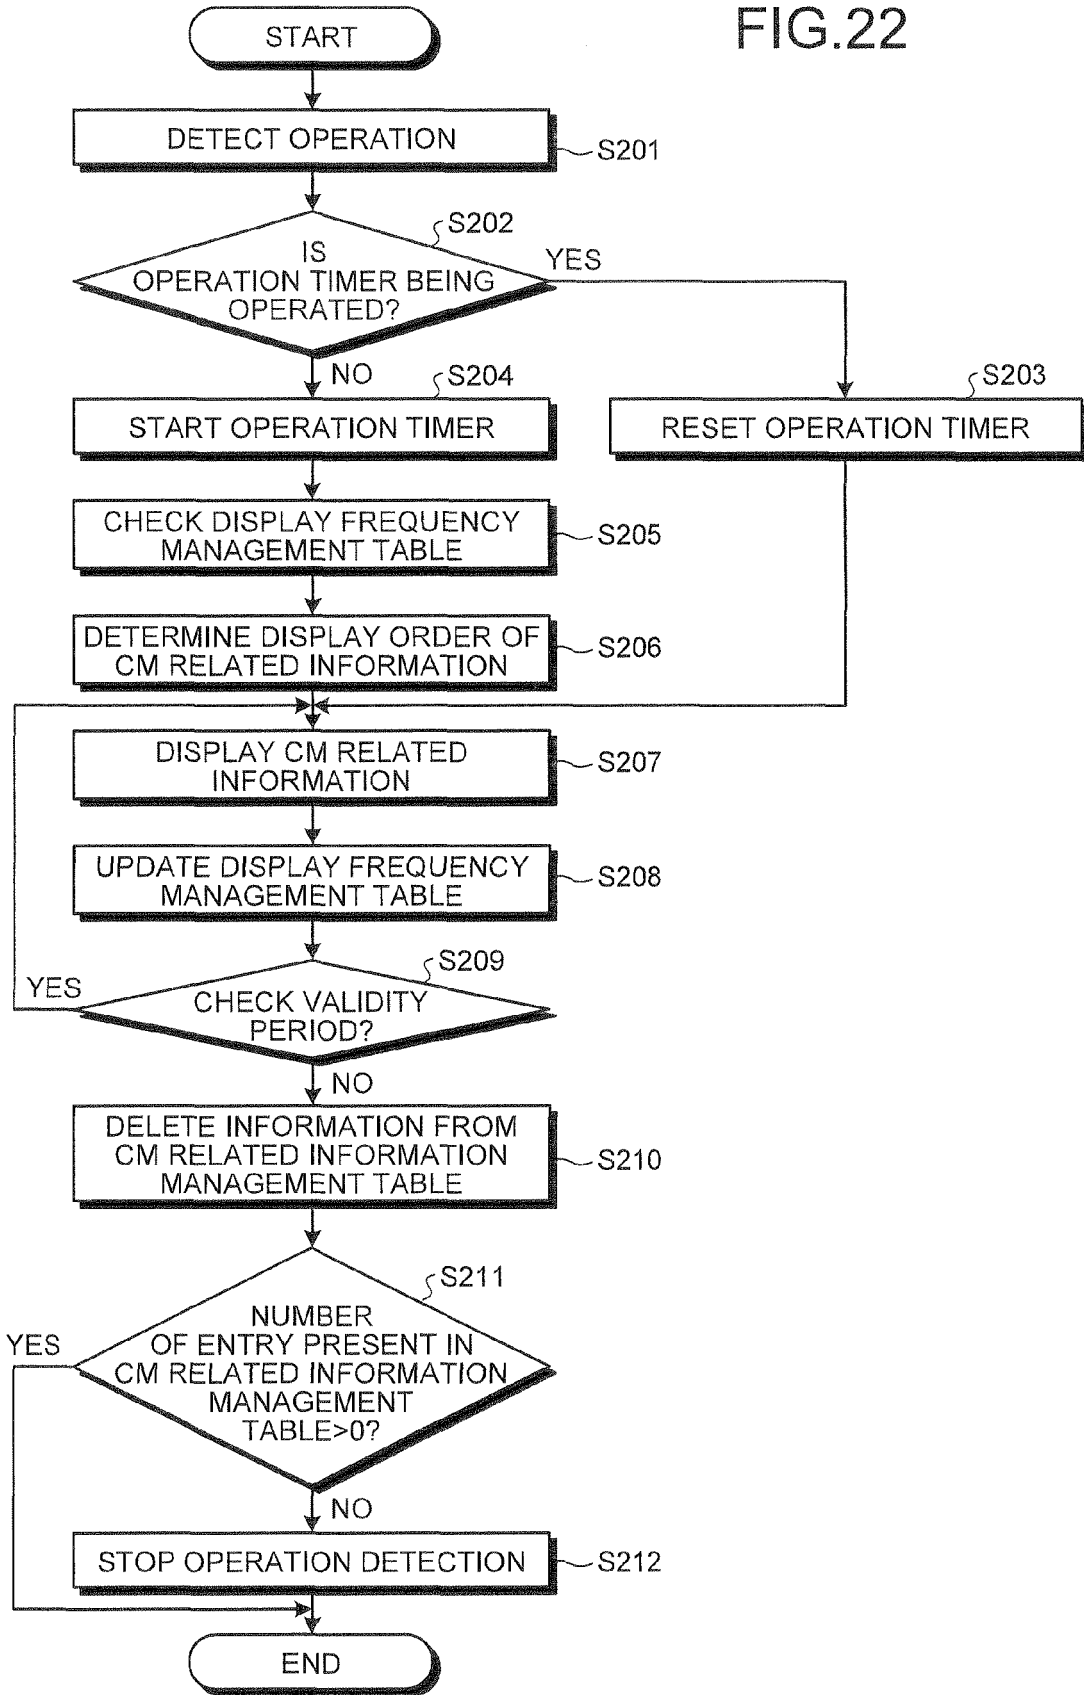 FIG.22
START
DETECT OPERATION
S201
S202
IS
OPERATION TIMER BEING
OPERATED?
YES
NO
S204
START OPERATION TIMER
S203
RESET OPERATION TIMER
CHECK DISPLAY FREQUENCY
MANAGEMENT TABLE
S205
DETERMINE DISPLAY ORDER OF
CM RELATED INFORMATION
S206
DISPLAY CM RELATED
INFORMATION
S207
UPDATE DISPLAY FREQUENCY
MANAGEMENT TABLE
S208
S209
YES
CHECK VALIDITY
PERIOD?
NO
DELETE INFORMATION FROM
CM RELATED INFORMATION
MANAGEMENT TABLE
S210
S211
YES
NUMBER
OF ENTRY PRESENT IN
CM RELATED INFORMATION
MANAGEMENT
TABLE>0?
NO
STOP OPERATION DETECTION
S212
END